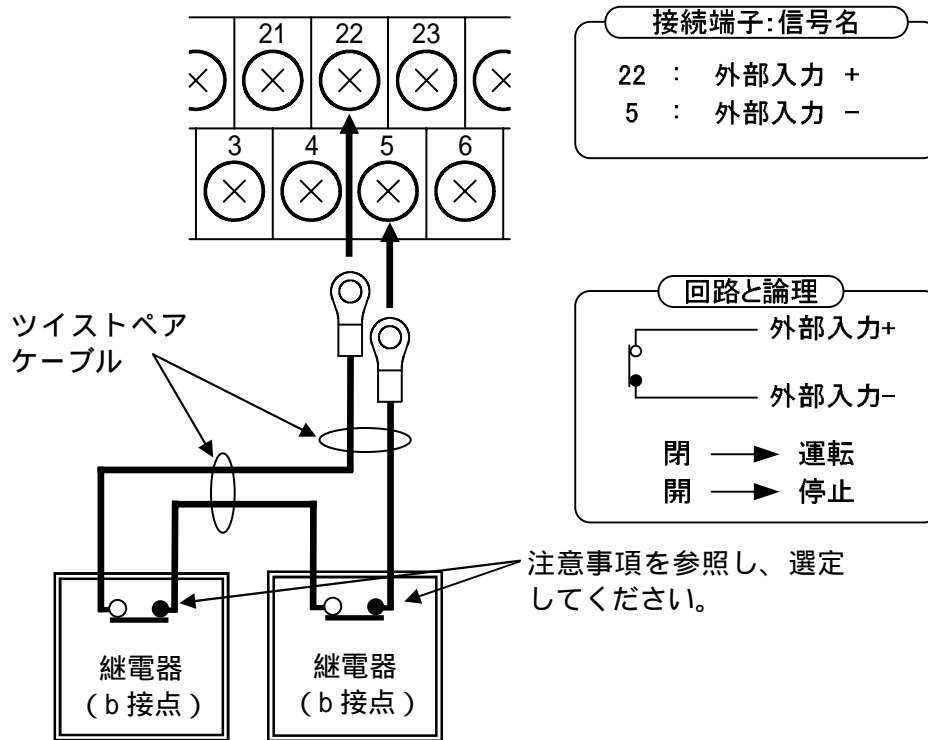 21 22 23
3 4 5 6
接続端子:信号名
22 : 外部入力 +
5 : 外部入力 −
ツイストペア
ケーブル
回路と論理
外部入力+
外部入力−
閉 → 運転
開 → 停止
注意事項を参照し、選定
してください。
継電器
(b接点)
継電器
(b接点)